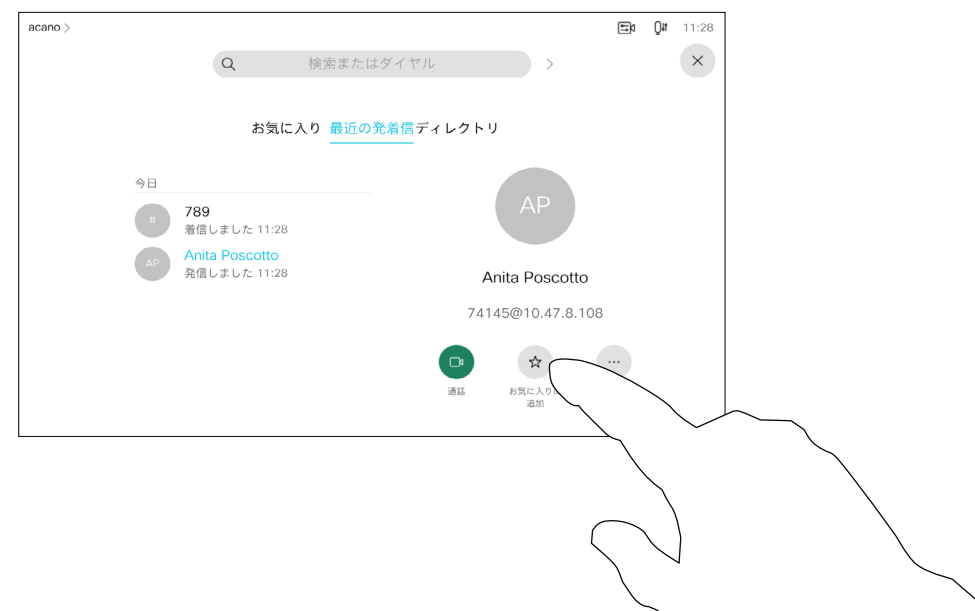 acano >
11:28
検索またはダイヤル
お気に入り 最近の発着信 ディレクトリ
今日
#
789
着信しました 11:28
AP
Anita Poscotto
発信しました 11:28
AP
Anita Poscotto
74145@10.47.8.108
通話
お気に入りに
追加